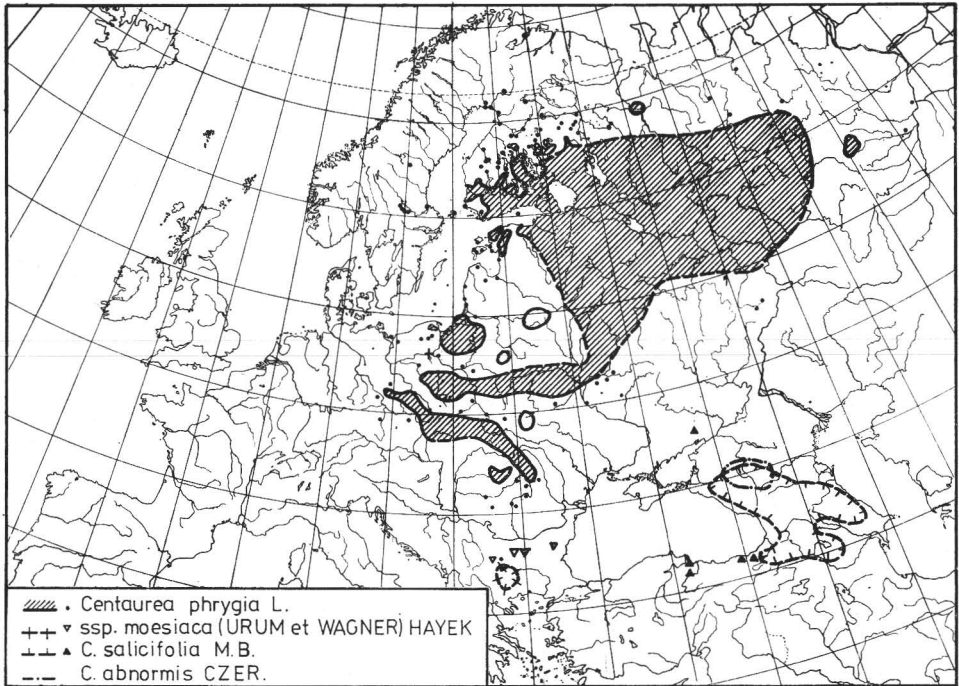 Centaurea phrygia L.
ssp. moesiaca (URUM et WAGNER) HAYEK
C. salicifolia M.B.
C. abnormis CZER.